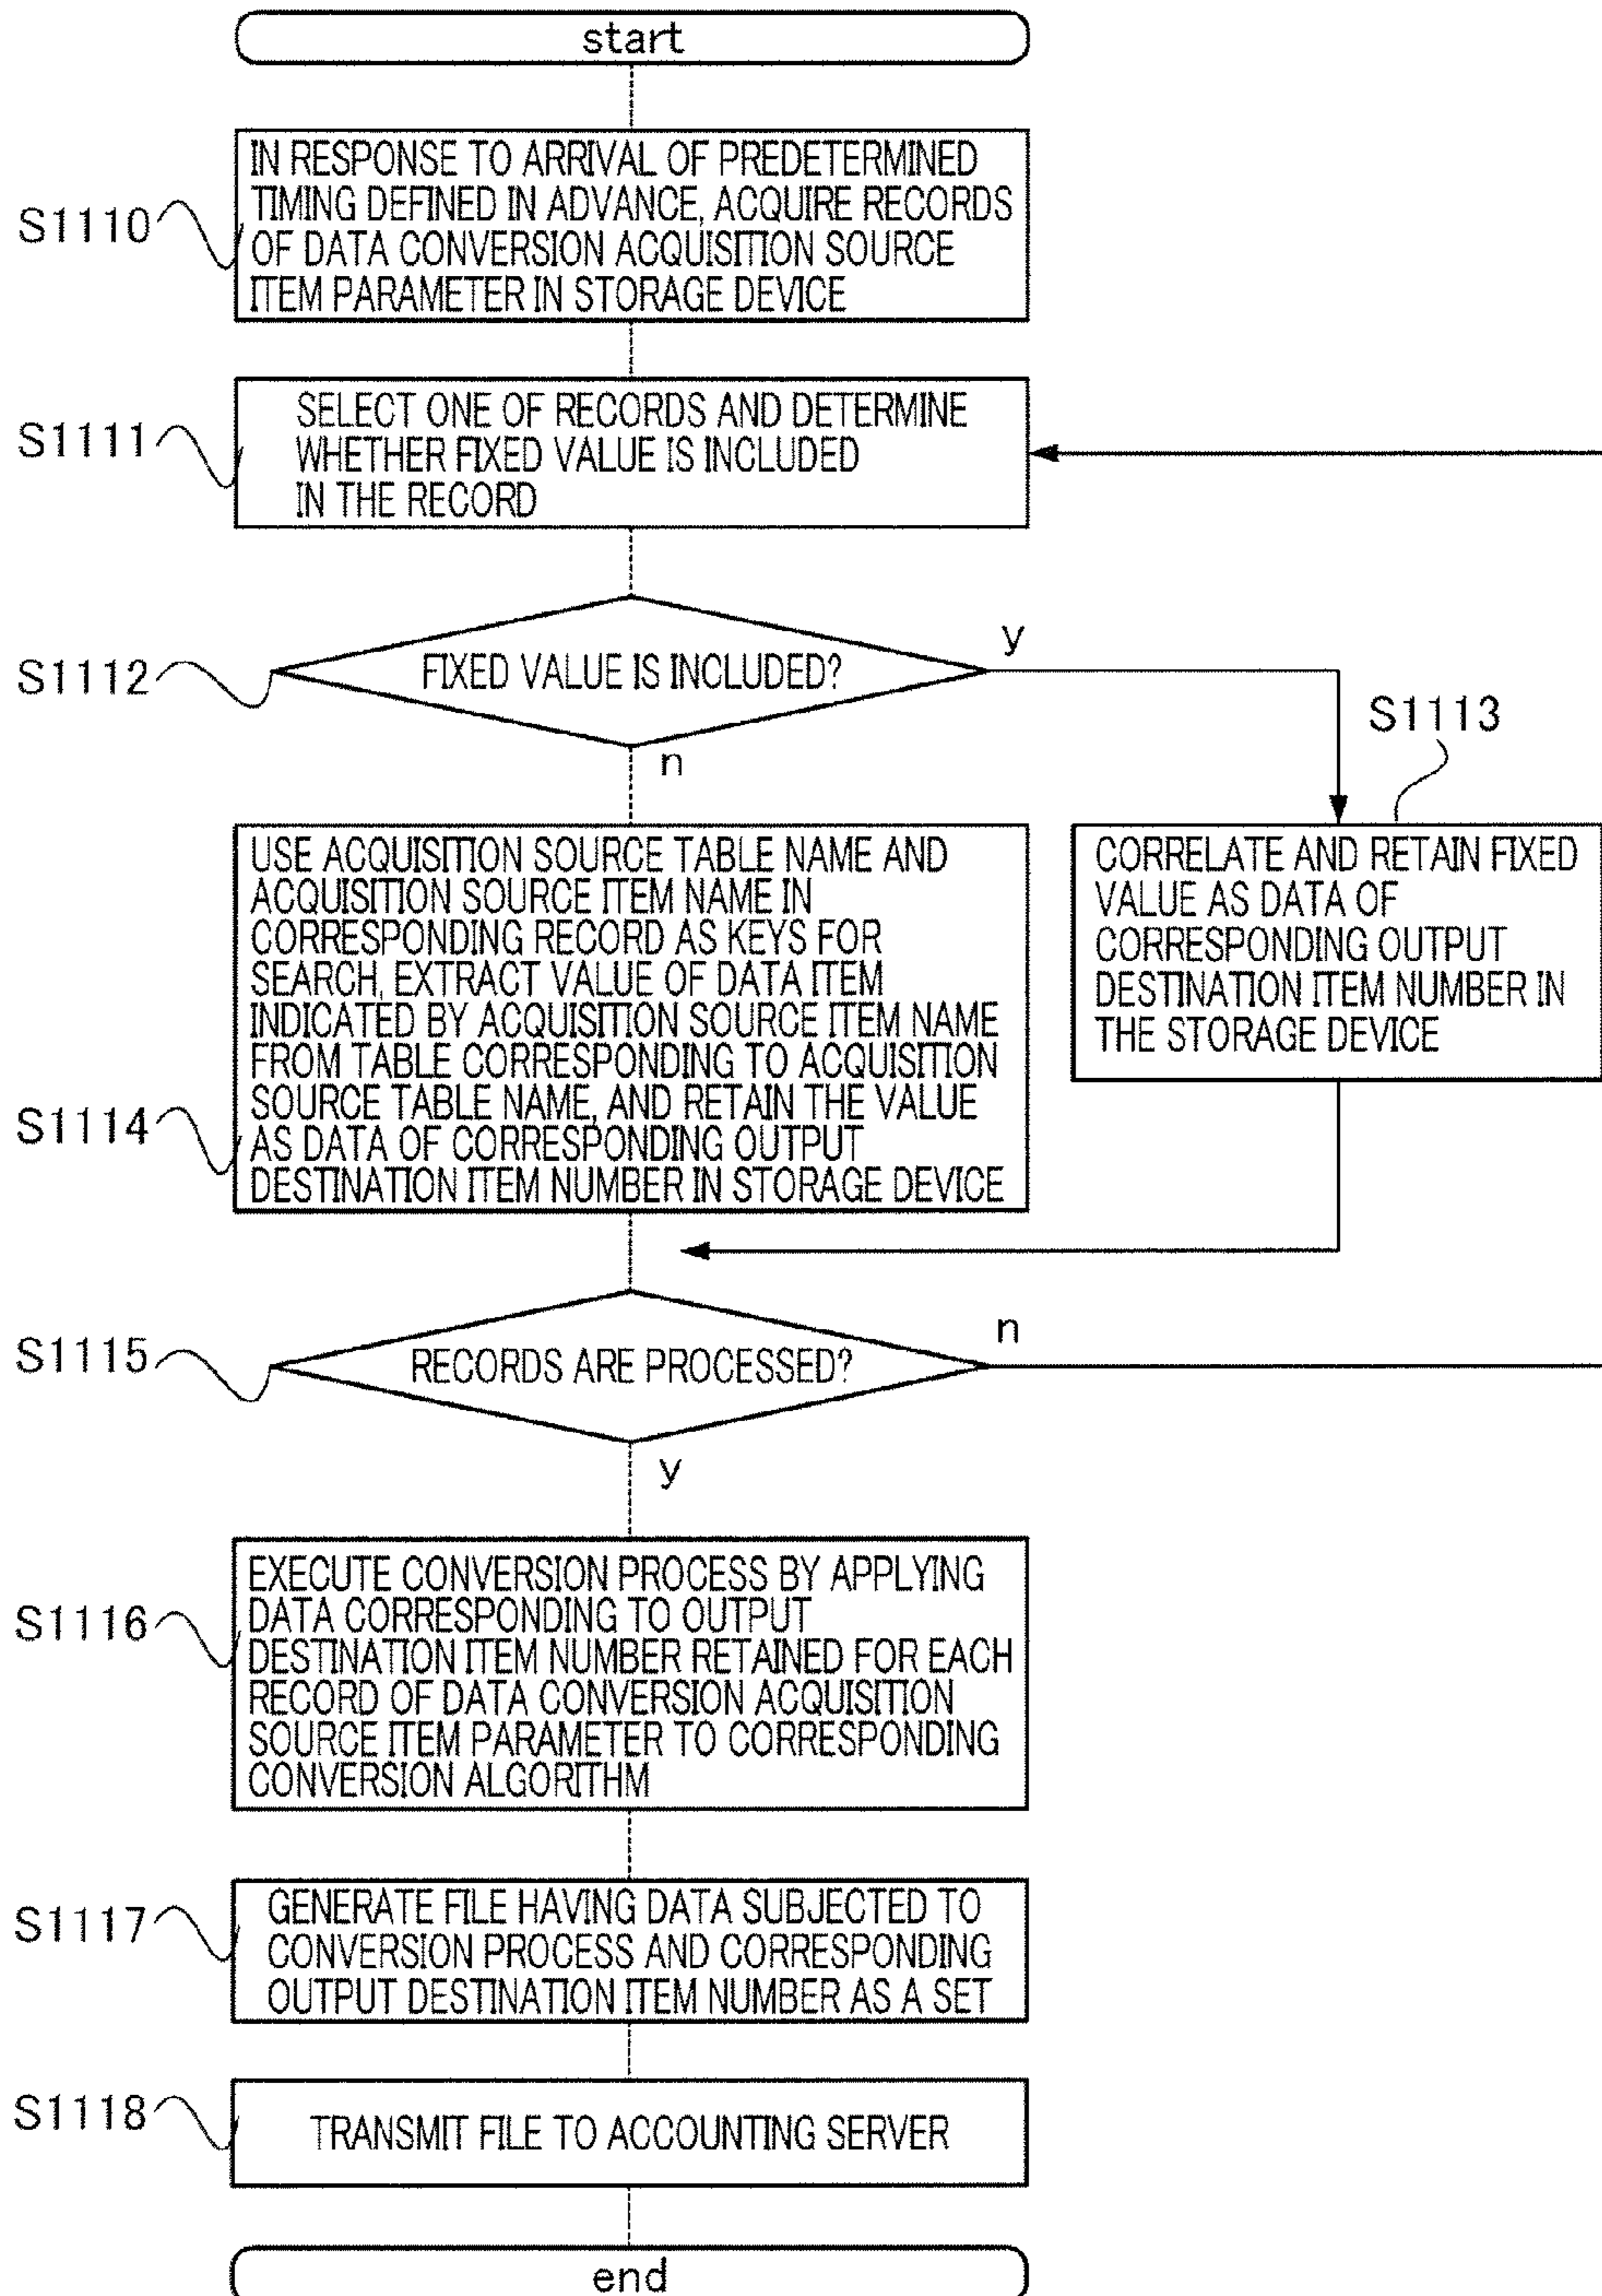 start
S1110
IN RESPONSE TO ARRIVAL OF PREDETERMINED
TIMING DEFINED IN ADVANCE, ACQUIRE RECORDS
OF DATA CONVERSION ACQUISITION SOURCE
ITEM PARAMETER IN STORAGE DEVICE
S1111
SELECT ONE OF RECORDS AND DETERMINE
WHETHER FIXED VALUE IS INCLUDED
IN THE RECORD
S1112
FIXED VALUE IS INCLUDED?
y
n
S1113
CORRELATE AND RETAIN FIXED
VALUE AS DATA OF
CORRESPONDING OUTPUT
DESTINATION ITEM NUMBER IN
THE STORAGE DEVICE
S1114
USE ACQUISITION SOURCE TABLE NAME AND
ACQUISITION SOURCE ITEM NAME IN
CORRESPONDING RECORD AS KEYS FOR
SEARCH, EXTRACT VALUE OF DATA ITEM
INDICATED BY ACQUISITION SOURCE ITEM NAME
FROM TABLE CORRESPONDING TO ACQUISITION
SOURCE TABLE NAME, AND RETAIN THE VALUE
AS DATA OF CORRESPONDING OUTPUT
DESTINATION ITEM NUMBER IN STORAGE DEVICE
S1115
RECORDS ARE PROCESSED?
n
y
S1116
EXECUTE CONVERSION PROCESS BY APPLYING
DATA CORRESPONDING TO OUTPUT
DESTINATION ITEM NUMBER RETAINED FOR EACH
RECORD OF DATA CONVERSION ACQUISITION
SOURCE ITEM PARAMETER TO CORRESPONDING
CONVERSION ALGORITHM
S1117
GENERATE FILE HAVING DATA SUBJECTED TO
CONVERSION PROCESS AND CORRESPONDING
OUTPUT DESTINATION ITEM NUMBER AS A SET
S1118
TRANSMIT FILE TO ACCOUNTING SERVER
end